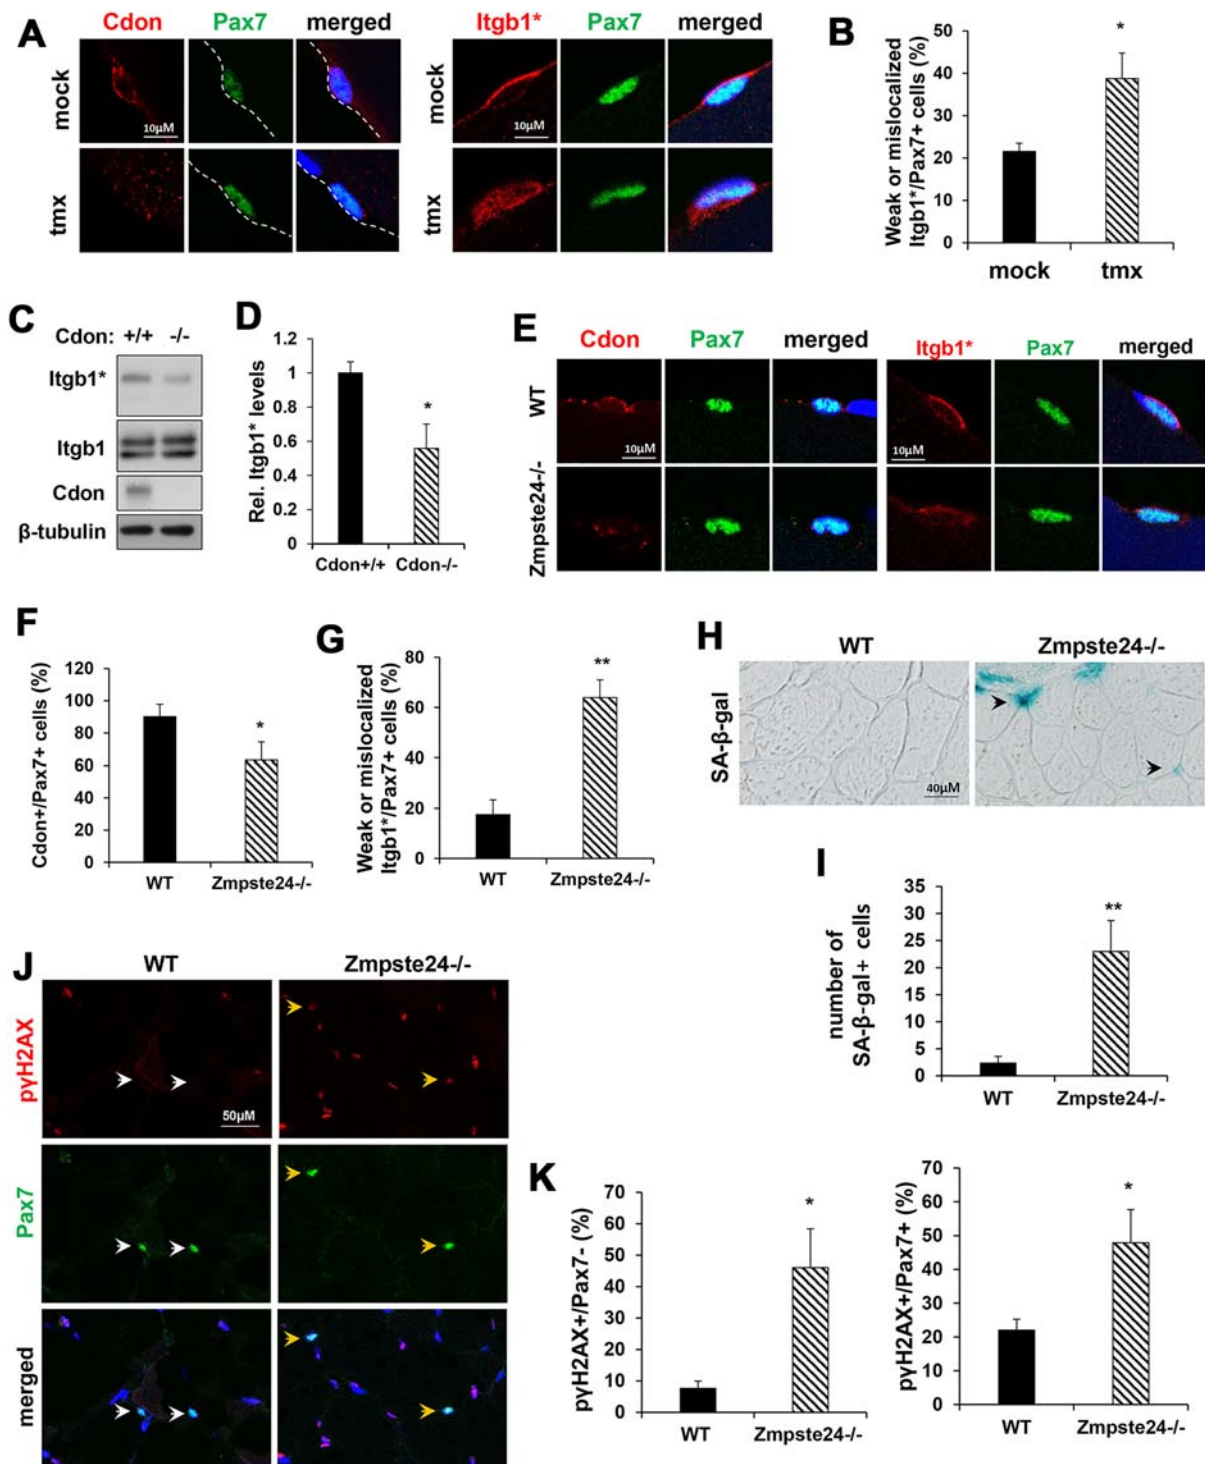 A
Cdon Pax7 merged
Itgb1* Pax7 merged
mock
10μM
10μM
tmx
B
Weak or mislocalized
Itgb1*/Pax7+ cells (%)
50
40
30
20
10
0
*
mock tmx
C
Cdon: +/+ -/-
Itgb1*
Itgb1
Cdon
β-tubulin
D
Rel. Itgb1* levels
1.2
1
0.8
0.6
0.4
0.2
0
*
Cdon+/+ Cdon-/-
E
Cdon Pax7 merged
Itgb1* Pax7 merged
WT
10μM
10μM
Zmpste24-/-
F
Cdon+/Pax7+ cells (%)
120
100
80
60
40
20
0
*
WT Zmpste24-/-
G
Weak or mislocalized
Itgb1*/Pax7+ cells (%)
80
60
40
20
0
**
WT Zmpste24-/-
H
WT Zmpste24-/-
SA-β-gal
40μM
I
number of
SA-β-gal+ cells
35
30
25
20
15
10
5
0
**
WT Zmpste24-/-
J
WT Zmpste24-/-
pγH2AX
50μM
Pax7
merged
K
pγH2AX+/Pax7- (%)
70
60
50
40
30
20
10
0
*
WT Zmpste24-/-
pγH2AX+/Pax7+ (%)
70
60
50
40
30
20
10
0
*
WT Zmpste24-/-